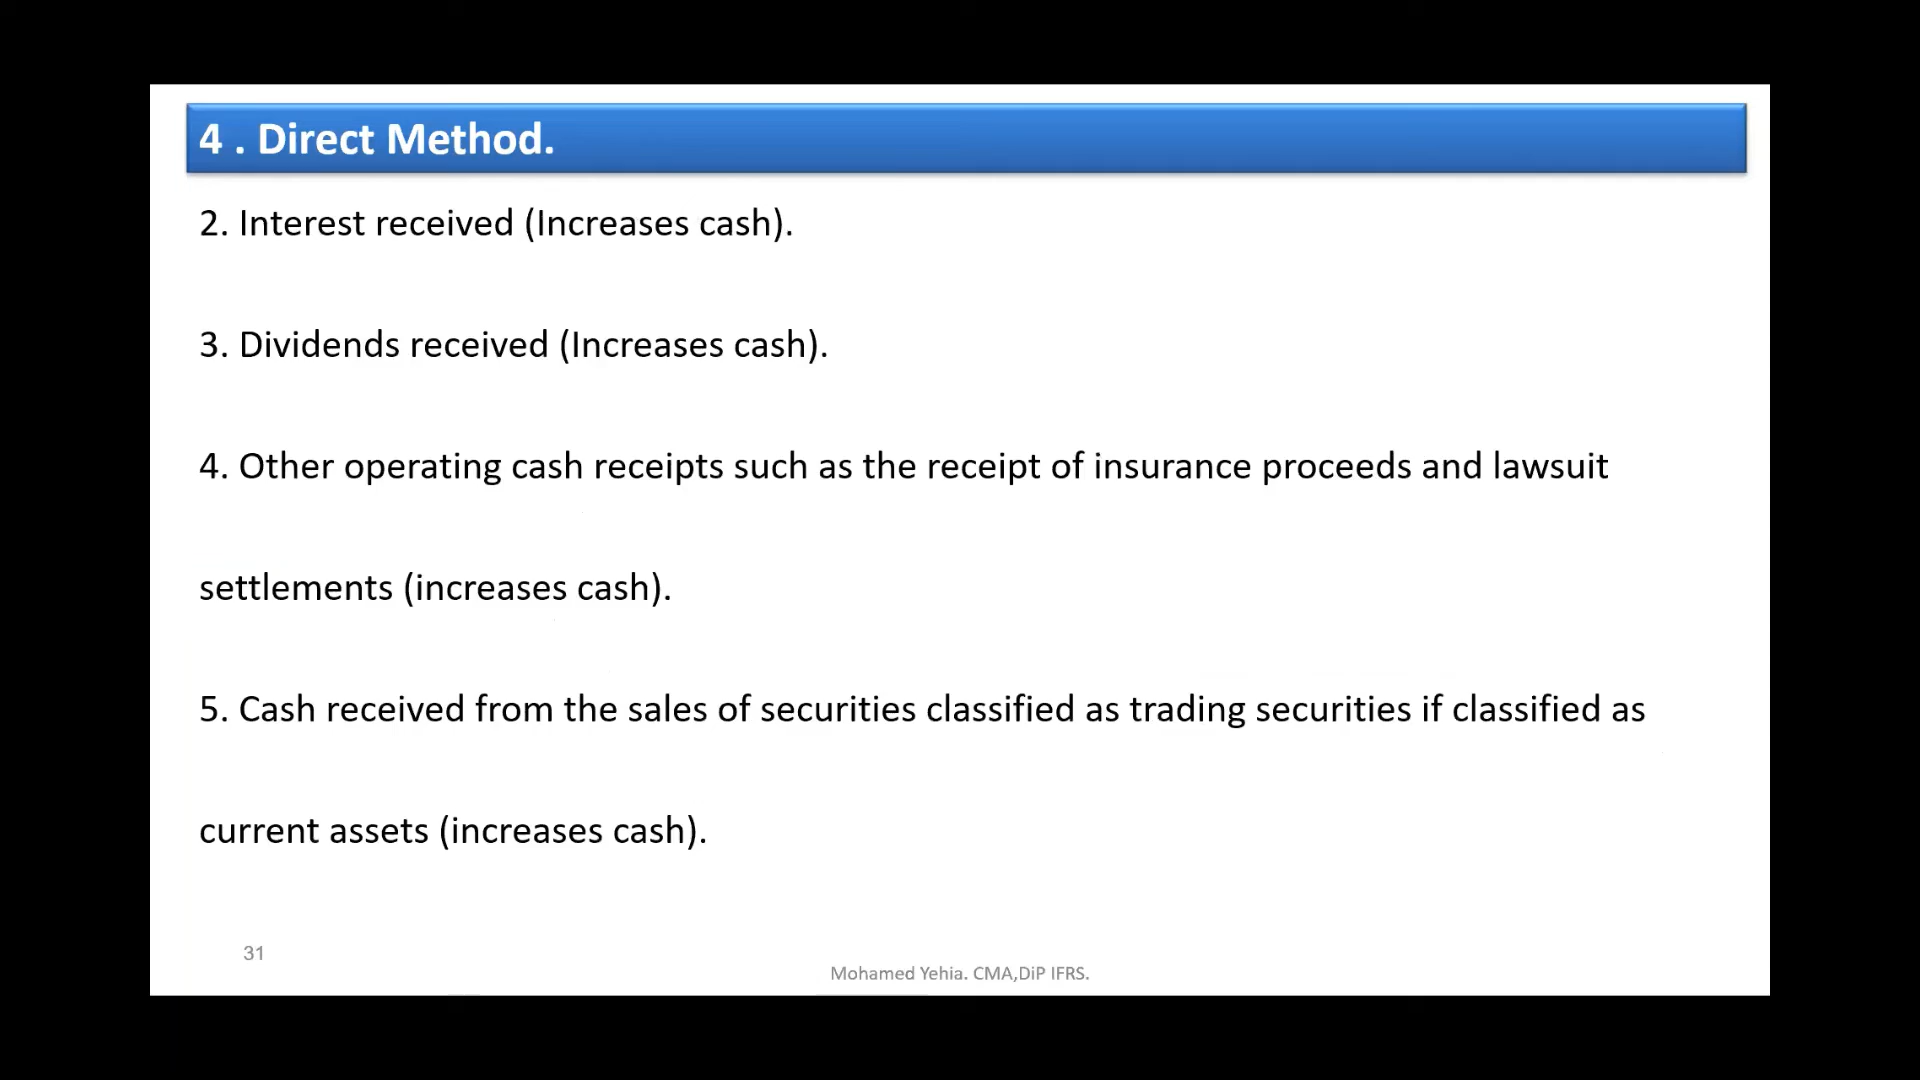 4 . Direct Method.
2. Interest received (Increases cash).
3. Dividends received (Increases cash).
4. Other operating cash receipts such as the receipt of insurance proceeds and lawsuit
settlements (increases cash).
5. Cash received from the sales of securities classified as trading securities if classified as
current assets (increases cash).
31
Mohamed Yehia. CMA,DiP IFRS.